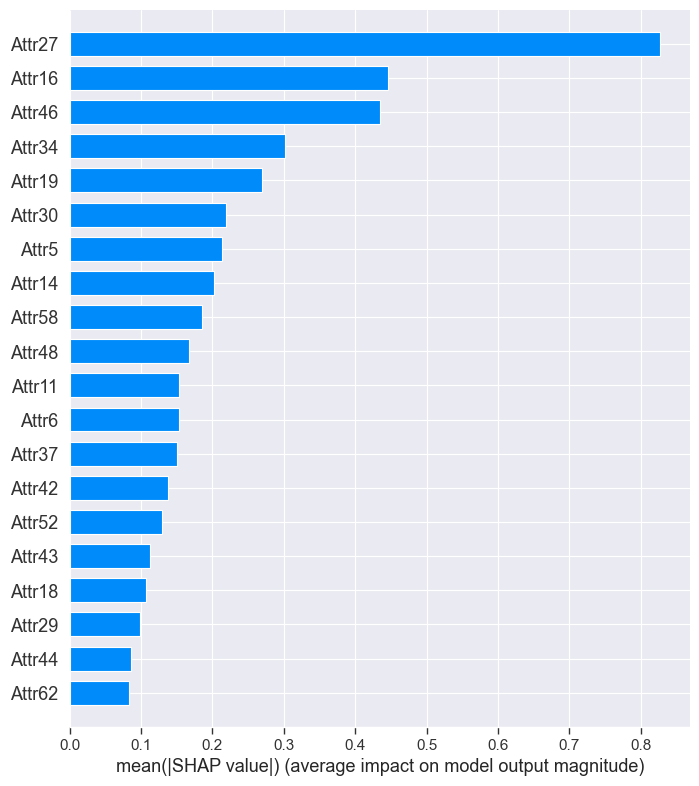 Attr27
Attr16
Attr46
Attr34
Attr19
Attr30
Attr5
Attr14
Attr58
Attr48
Attr11
Attr6
Attr37
Attr42
Attr52
Attr43
Attr18
Attr29
Attr44
Attr62
0.0 0.1 0.2 0.3 0.4 0.5 0.6 0.7 0.8
mean(|SHAP value|) (average impact on model output magnitude)